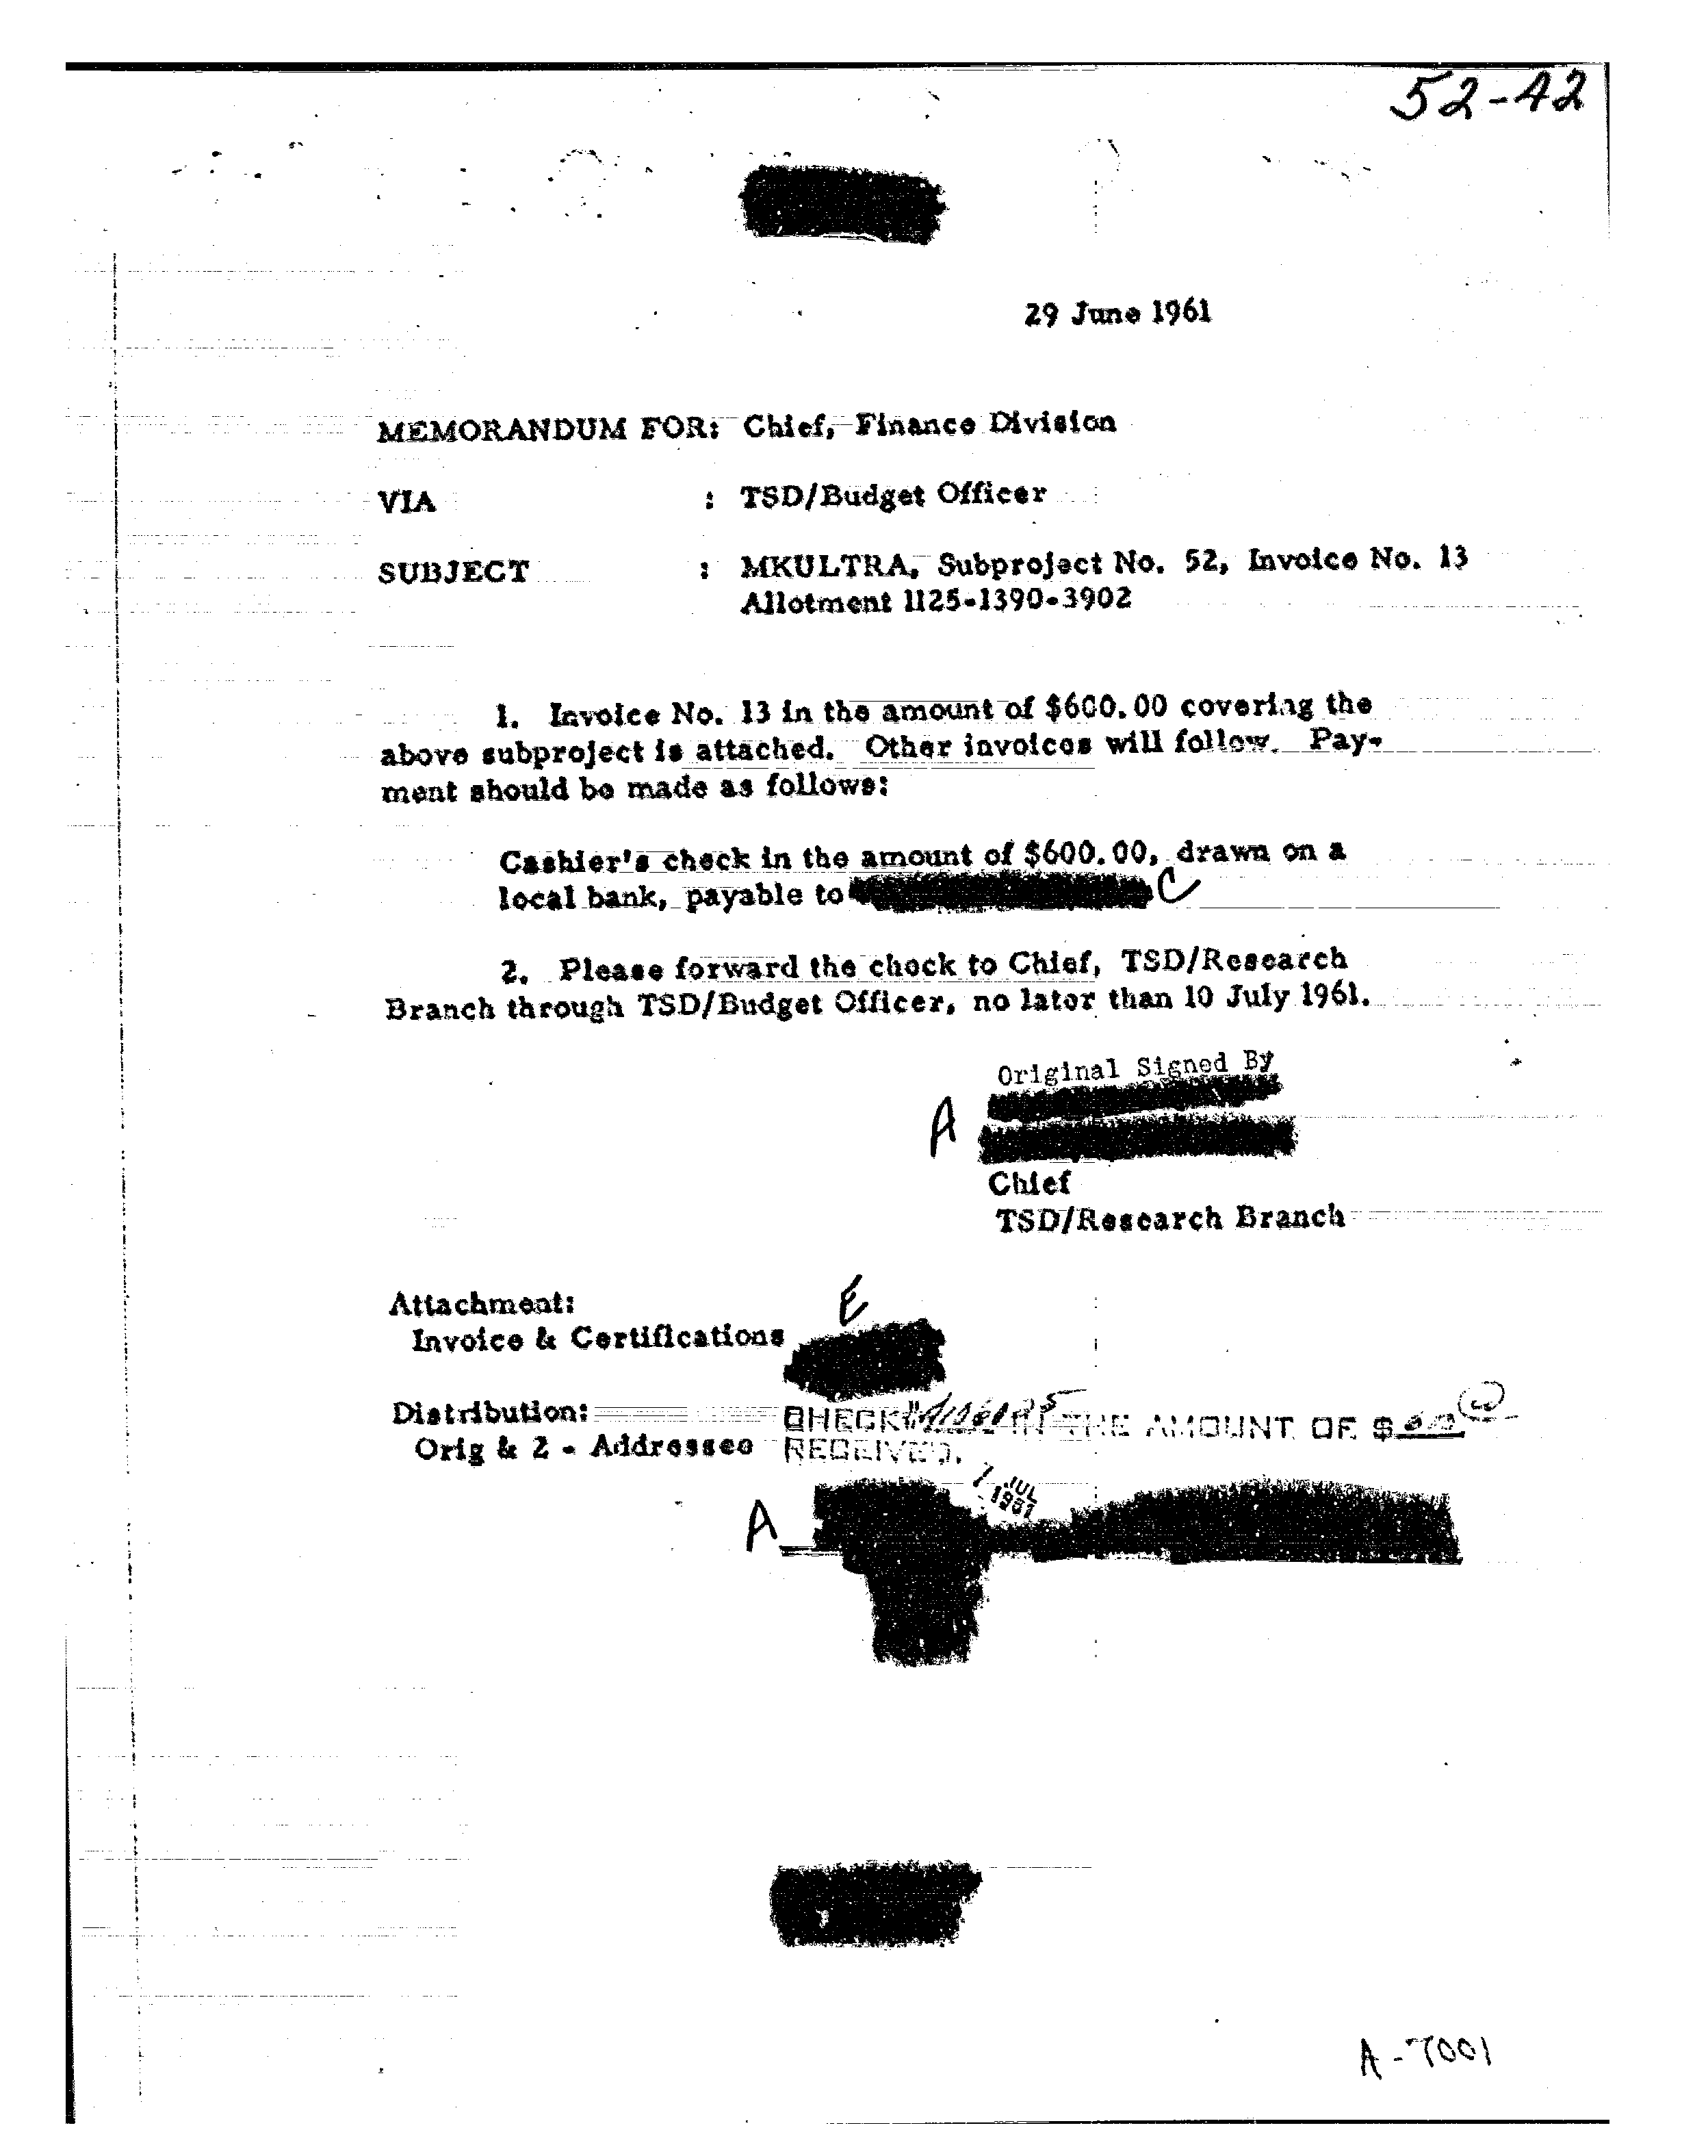 52-42
29 June 1961
MEMORANDUM FOR: Chief, Finance Division
VIA : TSD/Budget Officer
SUBJECT : MKULTRA, Subproject No. 52, Invoice No. 13
Allotment 1125-1390-3902
1. Invoice No. 13 in the amount of $600.00 covering the
above subproject is attached. Other invoices will follow. Pay-
ment should be made as follows:
Cashier's check in the amount of $600.00, drawn on a
local bank, payable to C
2. Please forward the check to Chief, TSD/Research
Branch through TSD/Budget Officer, no later than 10 July 1961.
Original Signed By
A
Chief
TSD/Research Branch
Attachment: E
Invoice & Certifications
Distribution: CHECK IN THE AMOUNT OF $
Orig & 2 - Addressee RECEIVED.
7 JUL 1961
A
A-7001